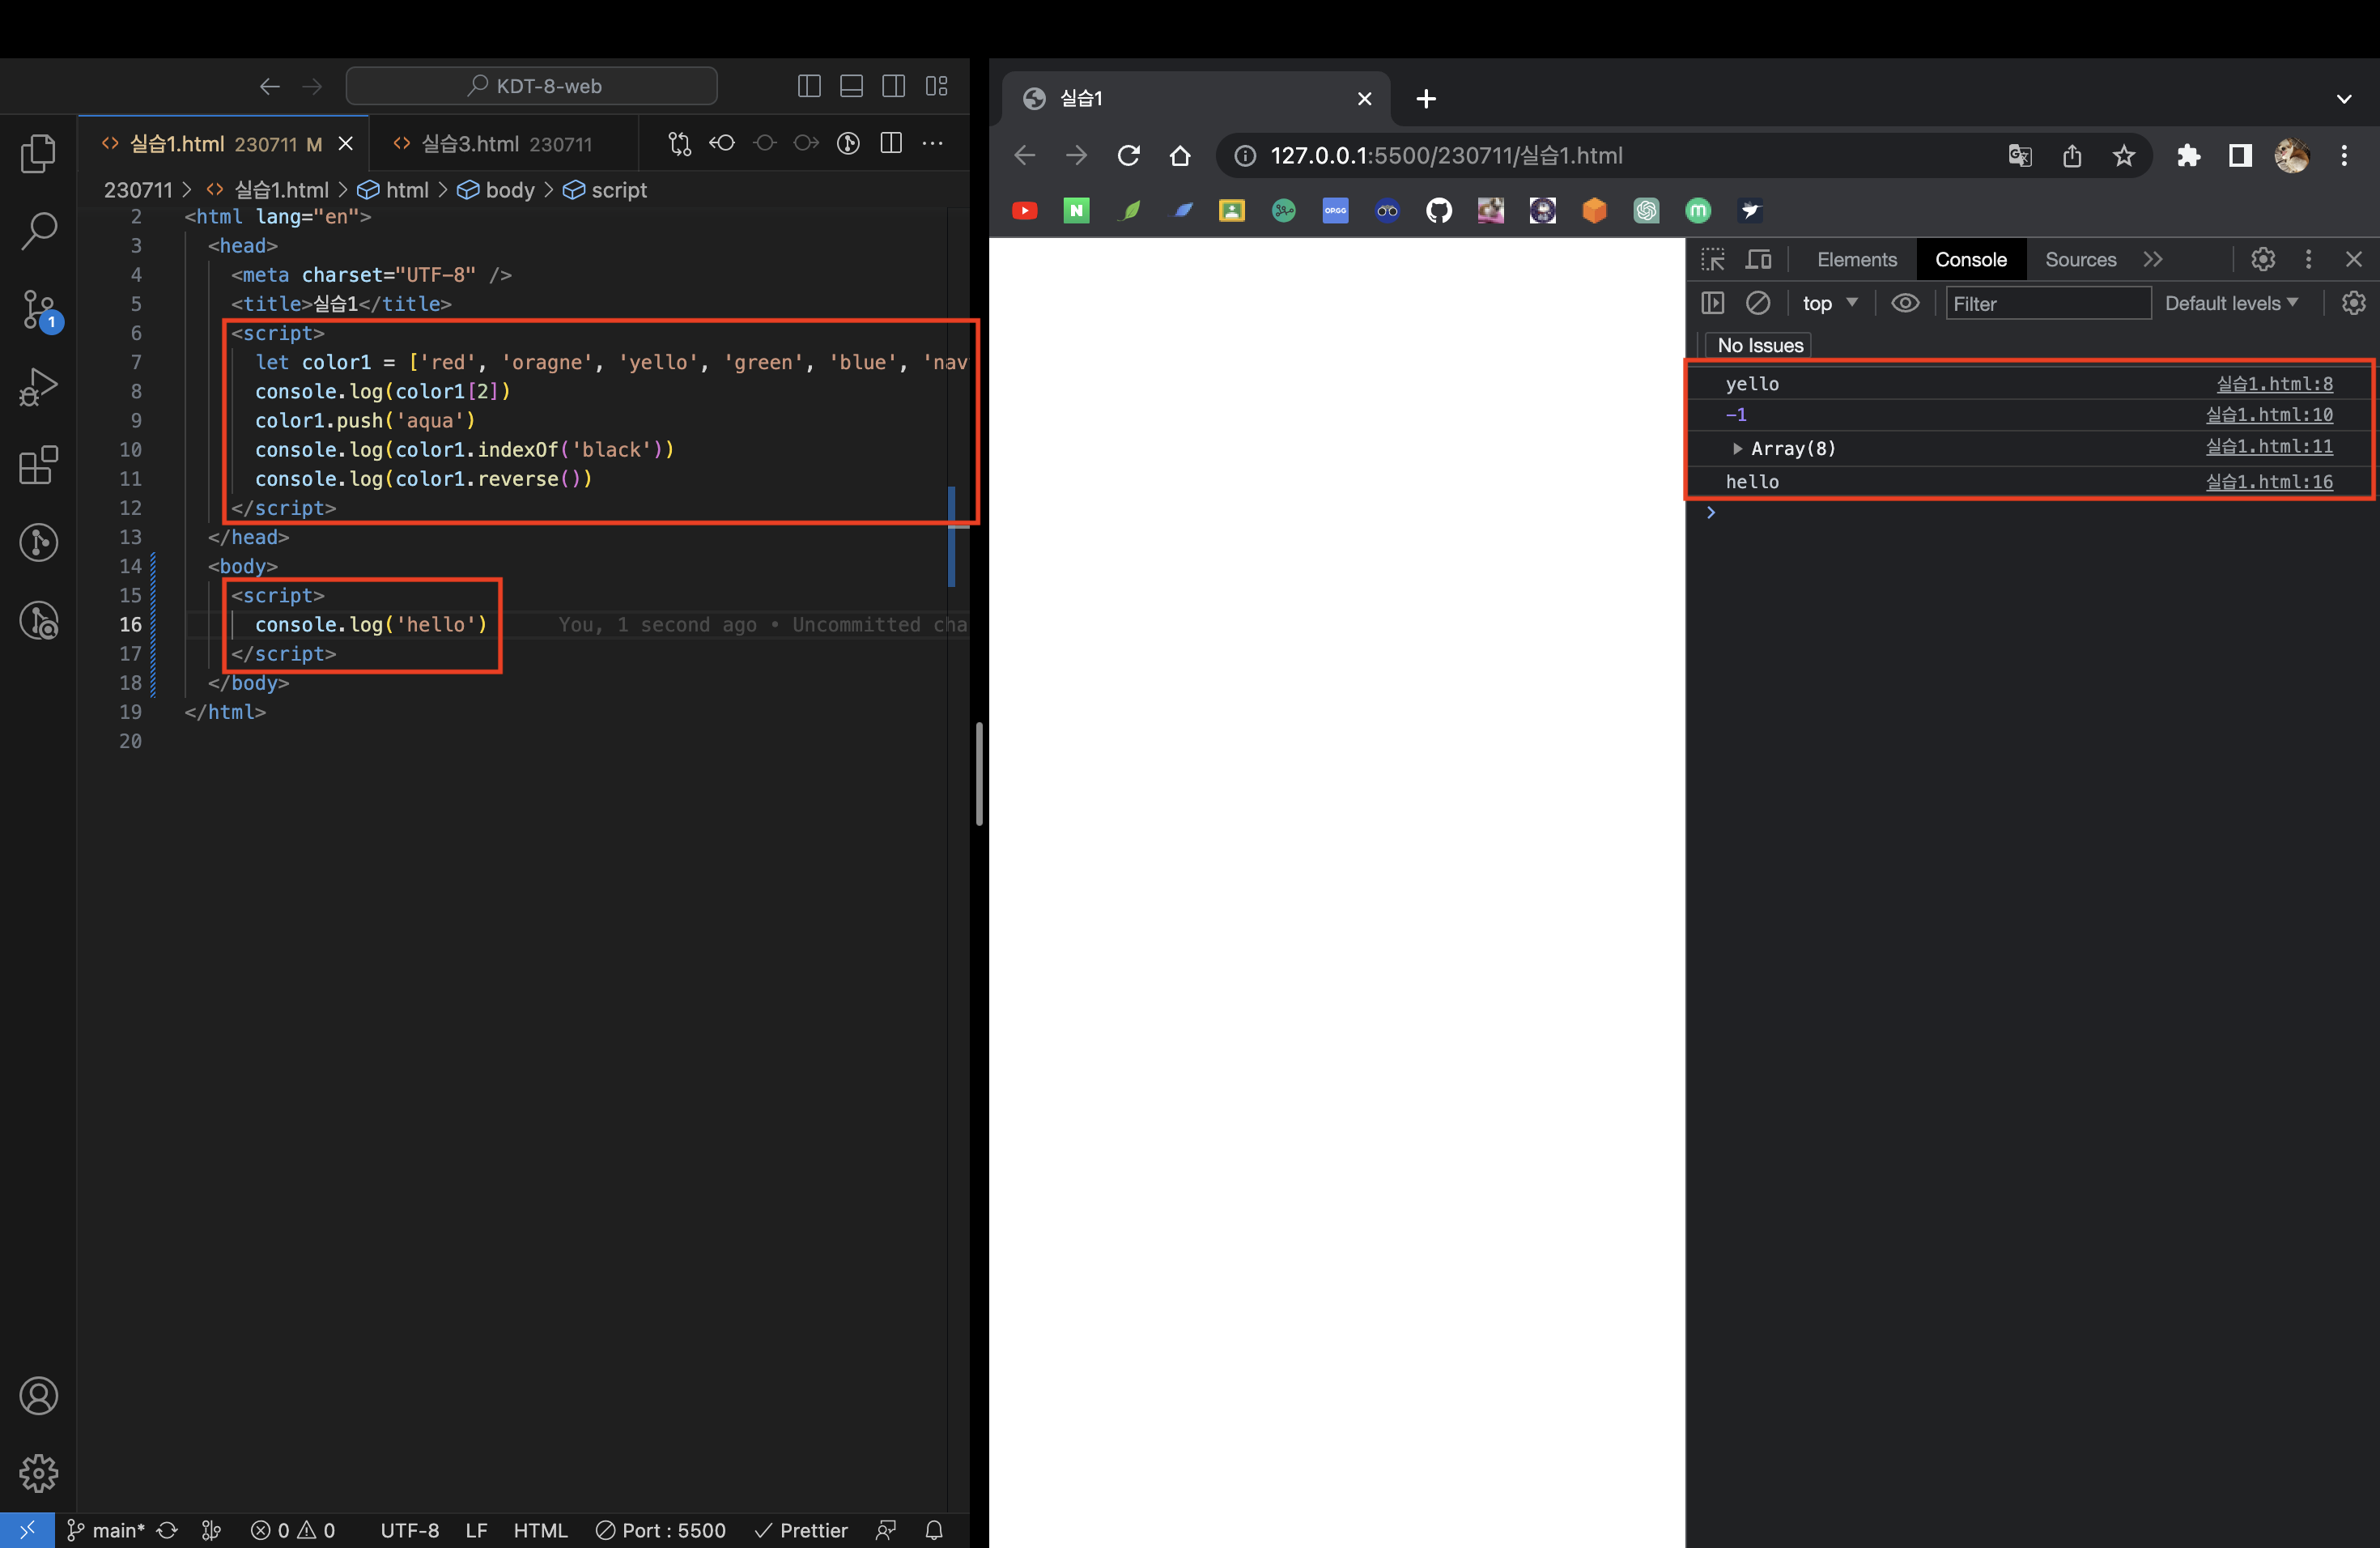 KDT-8-web
실습1.html 230711 M
실습3.html 230711
230711 > 실습1.html > html > body > script
2 <html lang="en">
3 <head>
4 <meta charset="UTF-8" />
5 <title>실습1</title>
6 <script>
7 let color1 = ['red', 'oragne', 'yello', 'green', 'blue', 'nav
8 console.log(color1[2])
9 color1.push('aqua')
10 console.log(color1.indexOf('black'))
11 console.log(color1.reverse())
12 </script>
13 </head>
14 <body>
15 <script>
16 console.log('hello') You, 1 second ago • Uncommitted cha
17 </script>
18 </body>
19 </html>
20
1
main* 0 0 UTF-8 LF HTML Port : 5500 Prettier
실습1
127.0.0.1:5500/230711/실습1.html
N OP.GG m
Elements Console Sources
top Filter Default levels
No Issues
yello 실습1.html:8
-1 실습1.html:10
Array(8) 실습1.html:11
hello 실습1.html:16